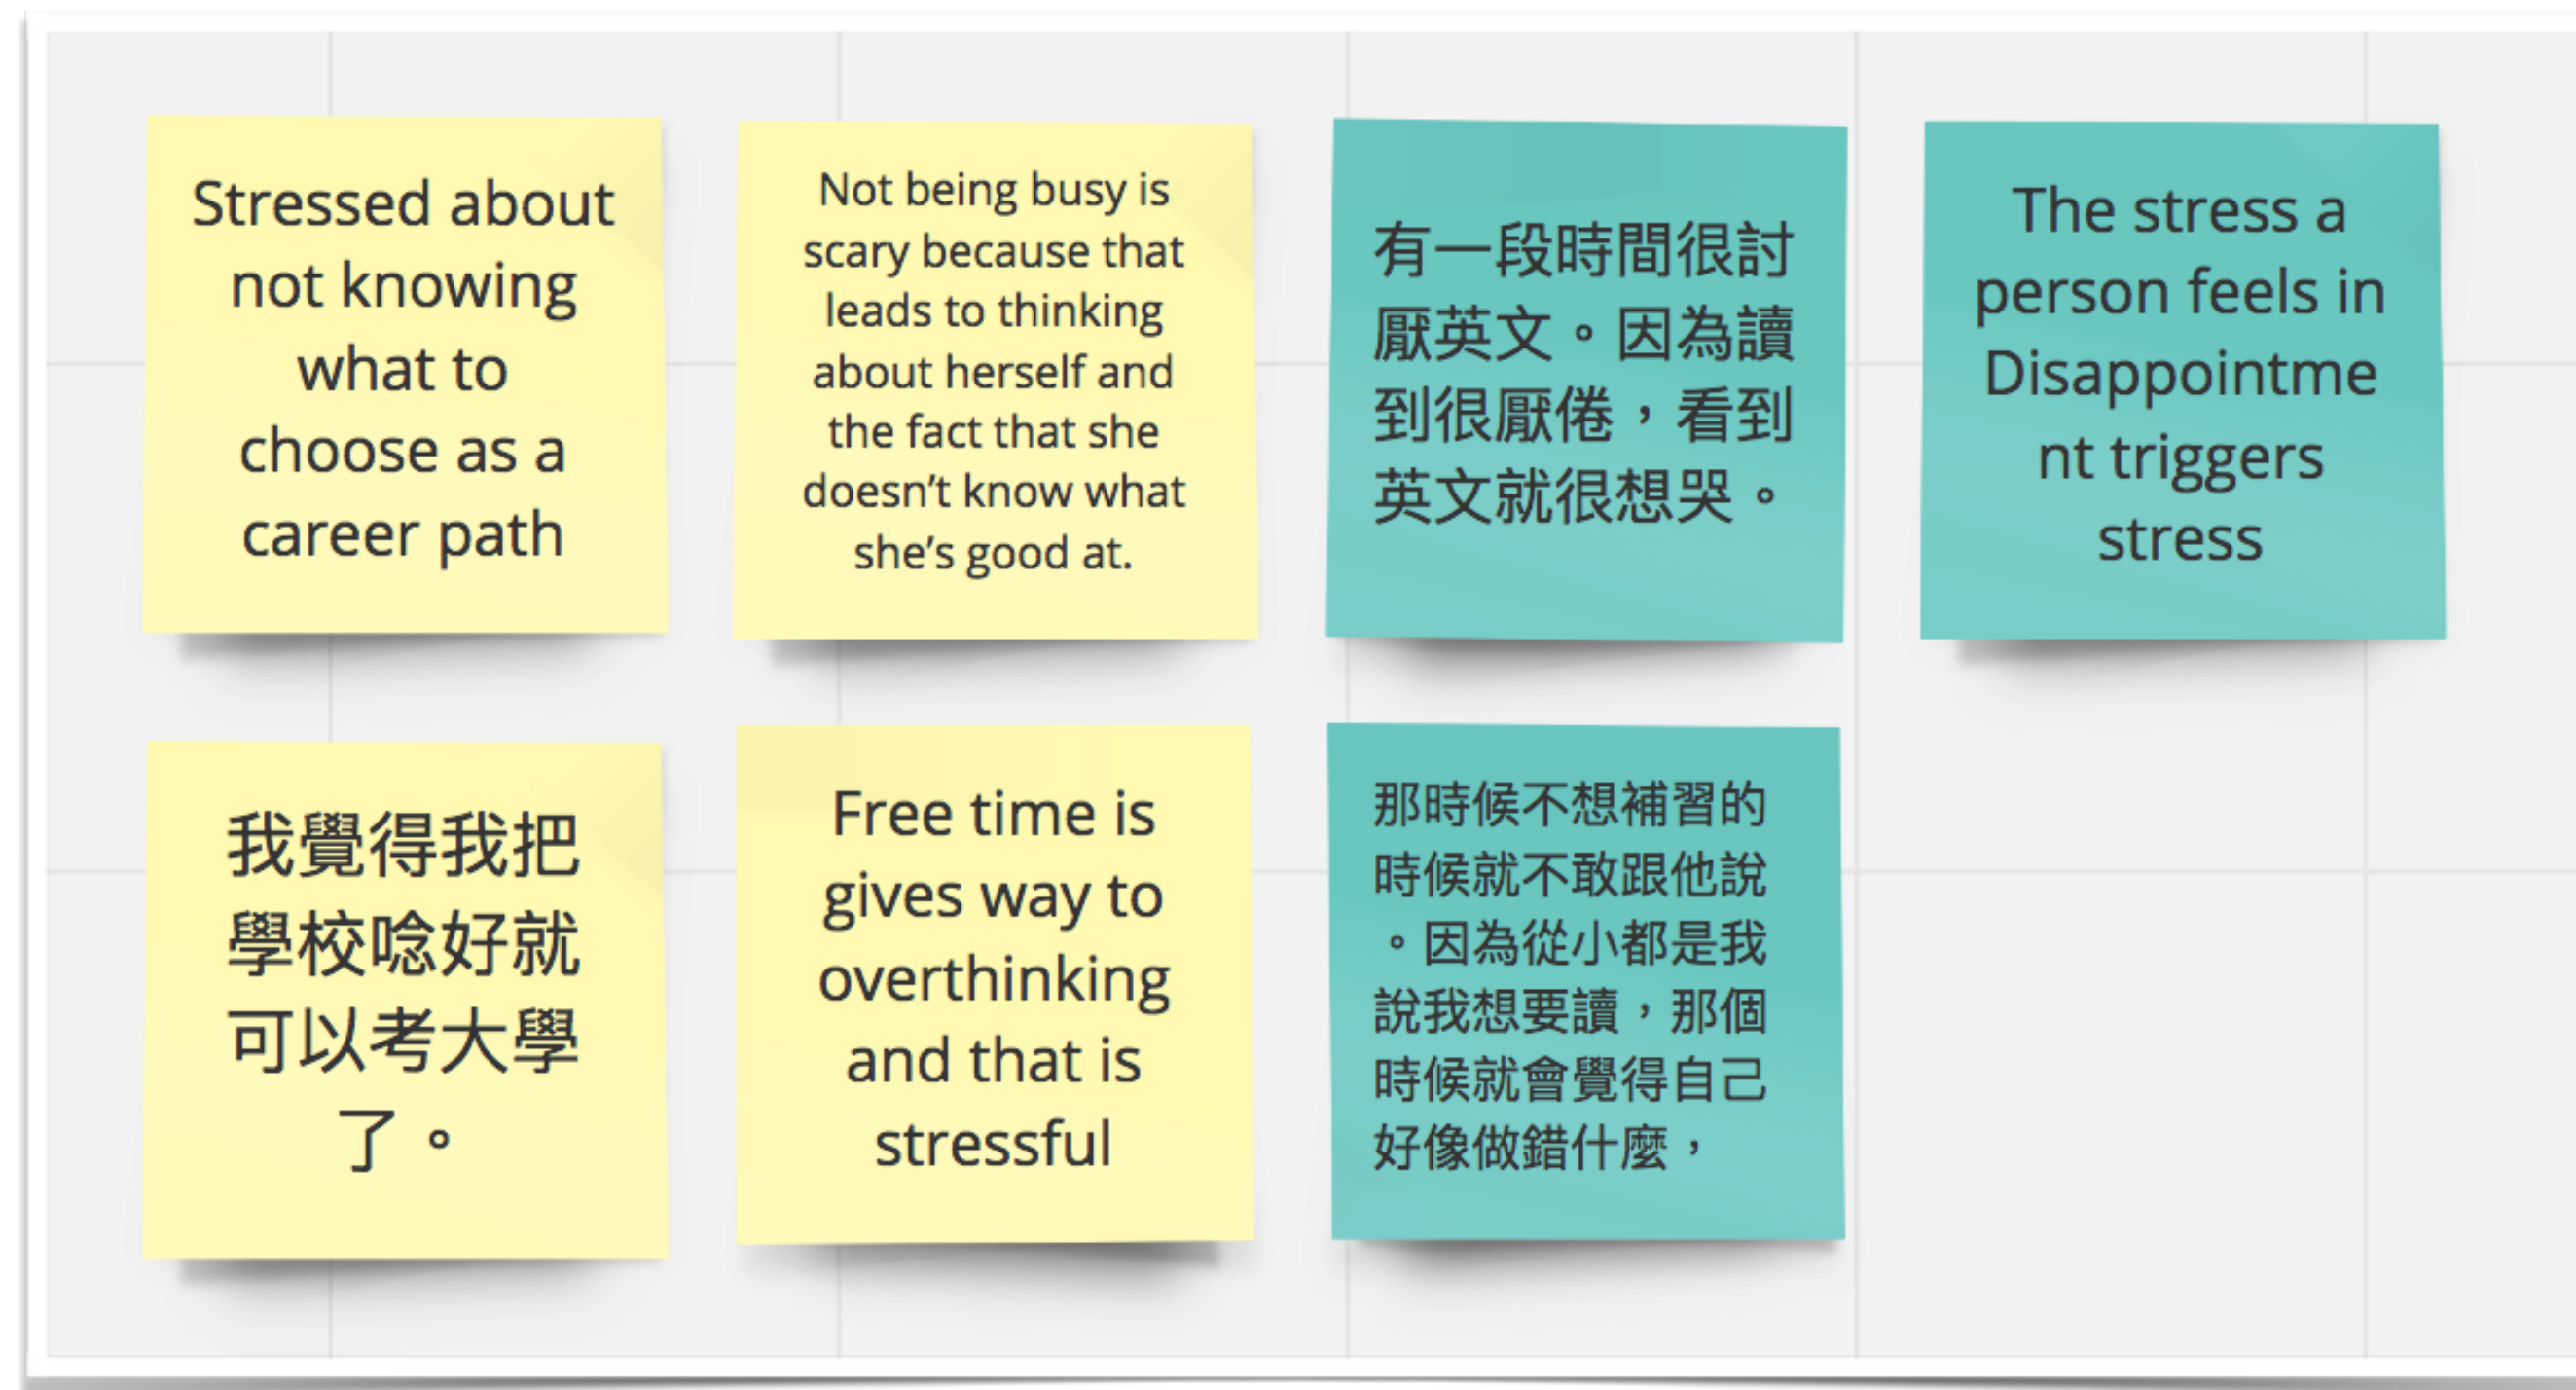 Stressed about
not knowing
what to
choose as a
career path
Not being busy is
scary because that
leads to thinking
about herself and
the fact that she
doesn’t know what
she’s good at.
有一段時間很討
厭英文。因為讀
到很厭倦，看到
英文就很想哭。
The stress a
person feels in
Disappointme
nt triggers
stress
我覺得我把
學校唸好就
可以考大學
了。
Free time is
gives way to
overthinking
and that is
stressful
那時候不想補習的
時候就不敢跟他說
。因為從小都是我
說我想要讀，那個
時候就會覺得自己
好像做錯什麼，